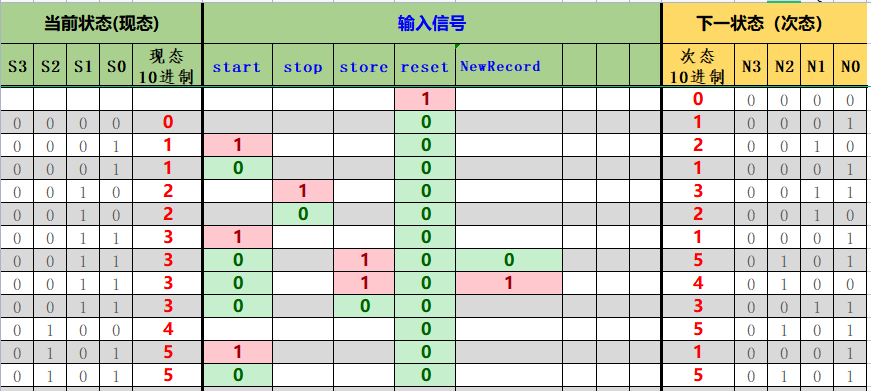 当前状态(现态) 输入信号 下一状态（次态）
S3 S2 S1 S0 现态 10进制 start stop store reset NewRecord 次态 10进制 N3 N2 N1 N0
1 0 0 0 0 0
0 0 0 0 0 0 1 0 0 0 1
0 0 0 1 1 1 0 2 0 0 1 0
0 0 0 1 1 0 0 1 0 0 0 1
0 0 1 0 2 1 0 3 0 0 1 1
0 0 1 0 2 0 0 2 0 0 1 0
0 0 1 1 3 1 0 1 0 0 0 1
0 0 1 1 3 0 1 0 0 5 0 1 0 1
0 0 1 1 3 0 1 0 1 4 0 1 0 0
0 0 1 1 3 0 0 0 3 0 0 1 1
0 1 0 0 4 0 5 0 1 0 1
0 1 0 1 5 1 0 1 0 0 0 1
0 1 0 1 5 0 0 5 0 1 0 1